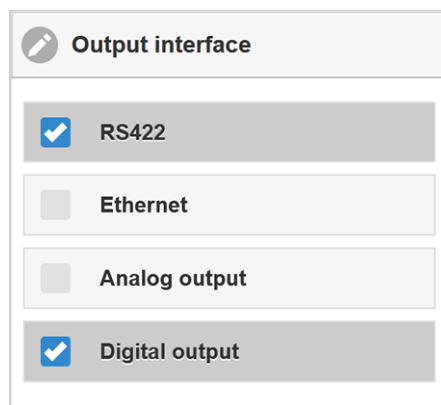 Output interface
RS422
Ethernet
Analog output
Digital output